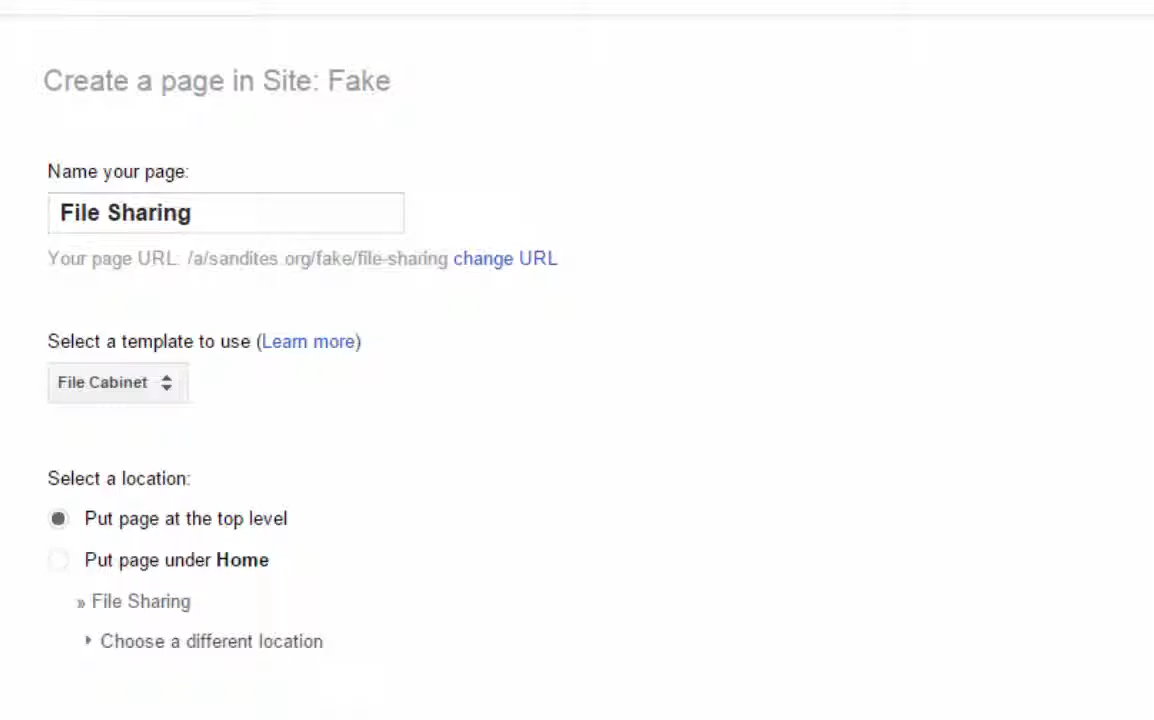 Create a page in Site: Fake
Name your page:
File Sharing
Your page URL: /a/sandites.org/fake/file-sharing change URL
Select a template to use (Learn more)
File Cabinet
Select a location:
Put page at the top level
Put page under Home
» File Sharing
Choose a different location